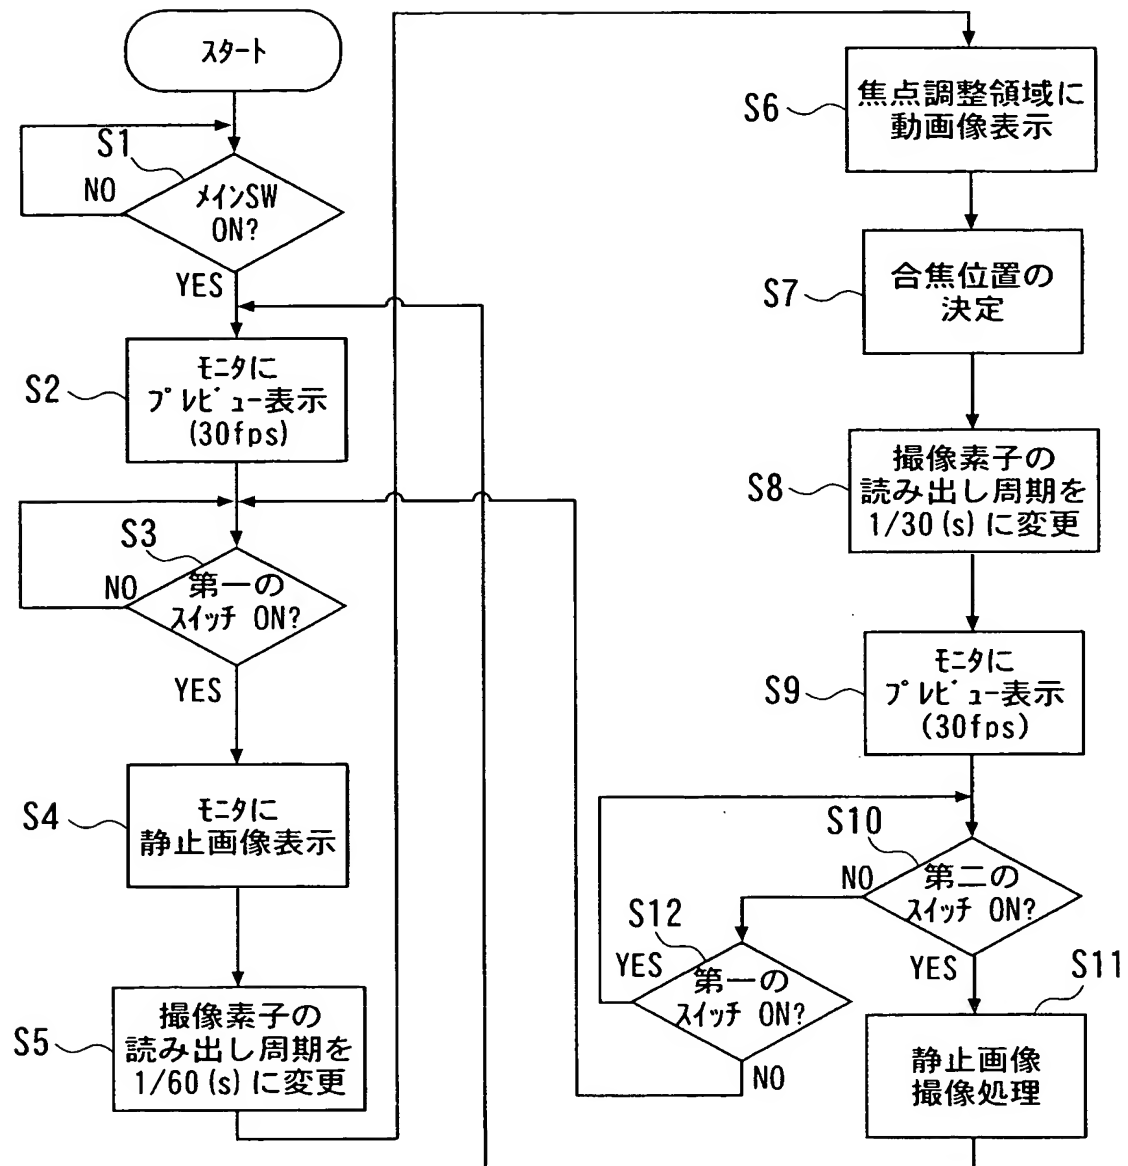 スタート
S1
メインSW
ON?
NO
YES
S2
モニタに
プレビュー表示
(30fps)
S3
第一の
スイッチ ON?
NO
YES
S4
モニタに
静止画像表示
S5
撮像素子の
読み出し周期を
1/60(s)に変更
S6
焦点調整領域に
動画像表示
S7
合焦位置の
決定
S8
撮像素子の
読み出し周期を
1/30(s)に変更
S9
モニタに
プレビュー表示
(30fps)
S10
第二の
スイッチ ON?
NO
YES
S12
第一の
スイッチ ON?
YES
NO
S11
静止画像
撮像処理